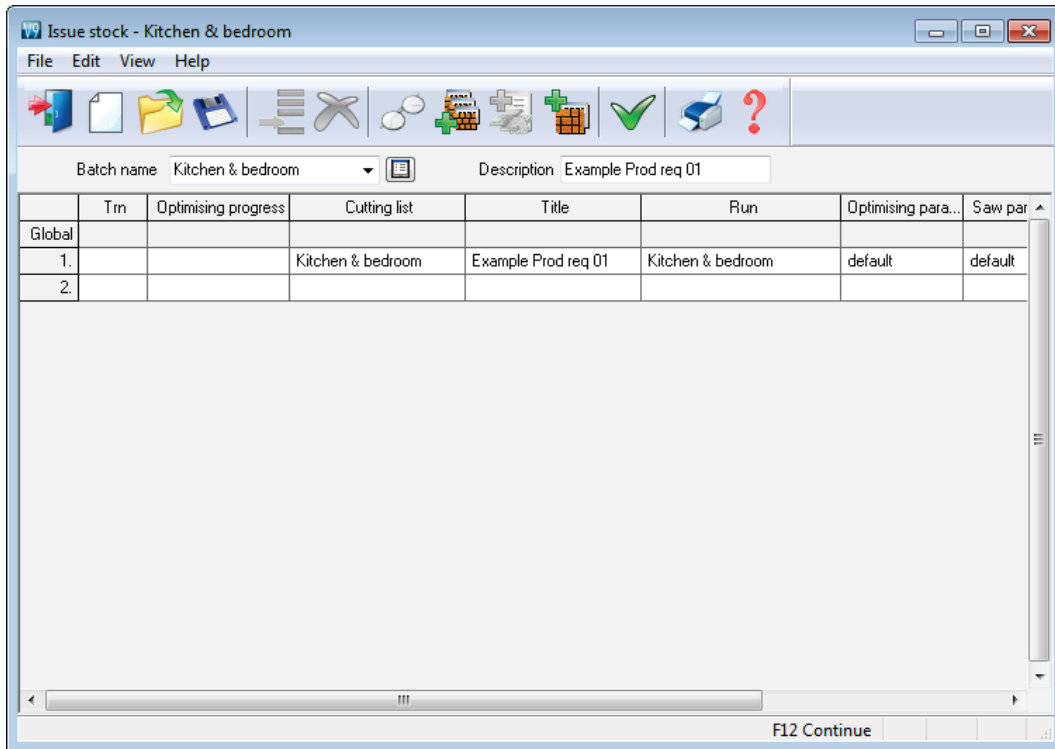 V9 Issue stock - Kitchen & bedroom
File Edit View Help
Batch name Kitchen & bedroom Description Example Prod req 01
Trn Optimising progress Cutting list Title Run Optimising para... Saw par
Global
1. Kitchen & bedroom Example Prod req 01 Kitchen & bedroom default default
2.
F12 Continue